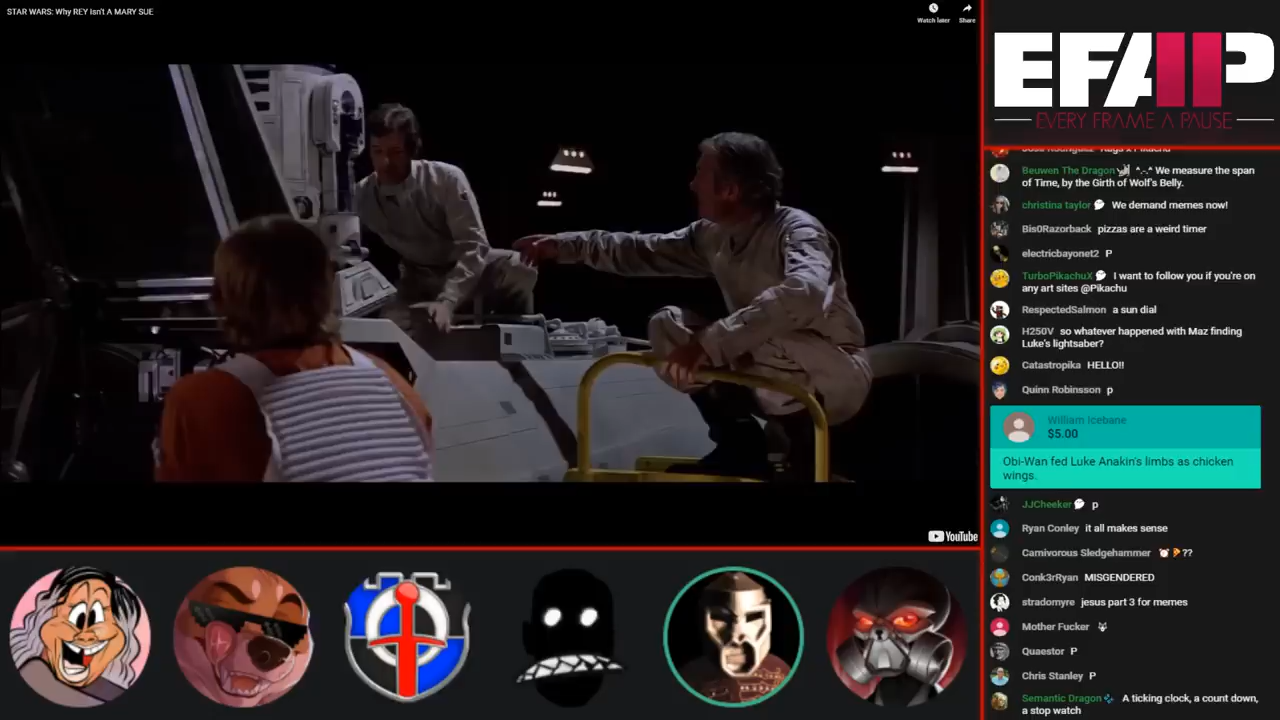 STAR WARS: Why REY Isn't A MARY SUE
Watch later
Share
EFAP
EVERY FRAME A PAUSE
Beuwen The Dragon ^.-.^ We measure the span
of Time, by the Girth of Wolf's Belly.
christina taylor We demand memes now!
Bis0Razorback pizzas are a weird timer
electricbayonet2 P
TurboPikachuX I want to follow you if you're on
any art sites @Pikachu
RespectedSalmon a sun dial
H250V so whatever happened with Maz finding
Luke's lightsaber?
Catastropika HELLO!!
Quinn Robinsson p
William Icebane
$5.00
Obi-Wan fed Luke Anakin's limbs as chicken
wings.
JJCheeker p
Ryan Conley it all makes sense
Carnivorous Sledgehammer ??
Conk3rRyan MISGENDERED
stradomyre jesus part 3 for memes
Mother Fucker
Quaestor P
Chris Stanley P
Semantic Dragon A ticking clock, a count down,
a stop watch
YouTube